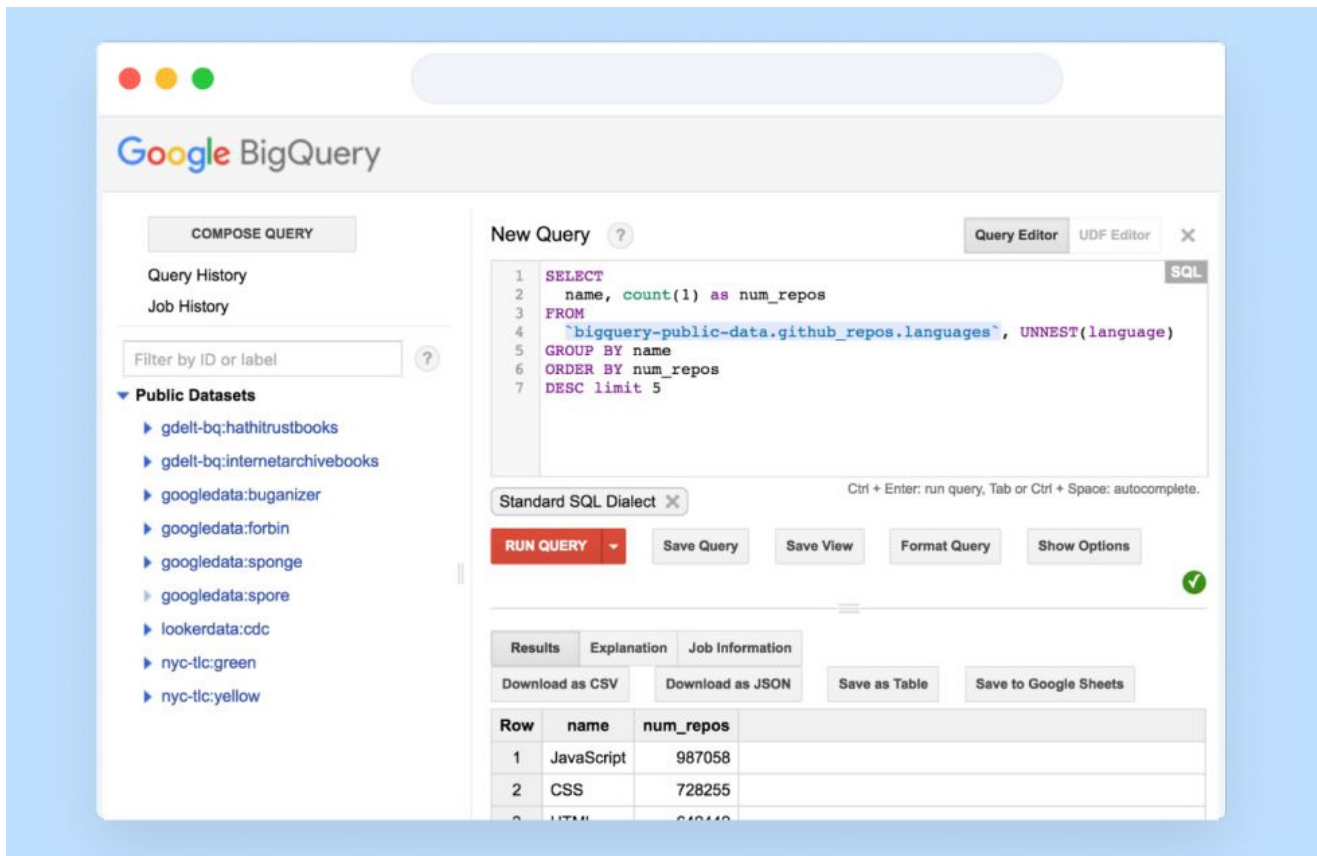 Google BigQuery
COMPOSE QUERY
Query History
Job History
Filter by ID or label ?
Public Datasets
gdelt-bq:hathitrustbooks
gdelt-bq:internetarchivebooks
googledata:buganizer
googledata:forbin
googledata:sponge
googledata:spore
lookerdata:cdc
nyc-tlc:green
nyc-tlc:yellow
New Query ? Query Editor UDF Editor
SQL
1 SELECT
2 name, count(1) as num_repos
3 FROM
4 `bigquery-public-data.github_repos.languages`, UNNEST(language)
5 GROUP BY name
6 ORDER BY num_repos
7 DESC limit 5
Standard SQL Dialect
Ctrl + Enter: run query, Tab or Ctrl + Space: autocomplete.
RUN QUERY Save Query Save View Format Query Show Options
Results Explanation Job Information
Download as CSV Download as JSON Save as Table Save to Google Sheets
Row name num_repos
1 JavaScript 987058
2 CSS 728255